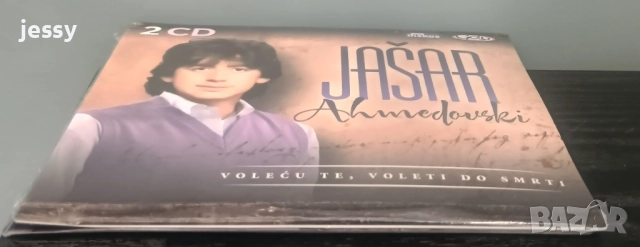 jessy
2 CD
JAŠAR
Ahmedovski
VOLEĆU TE, VOLETI DO SMRTI
BAZAR